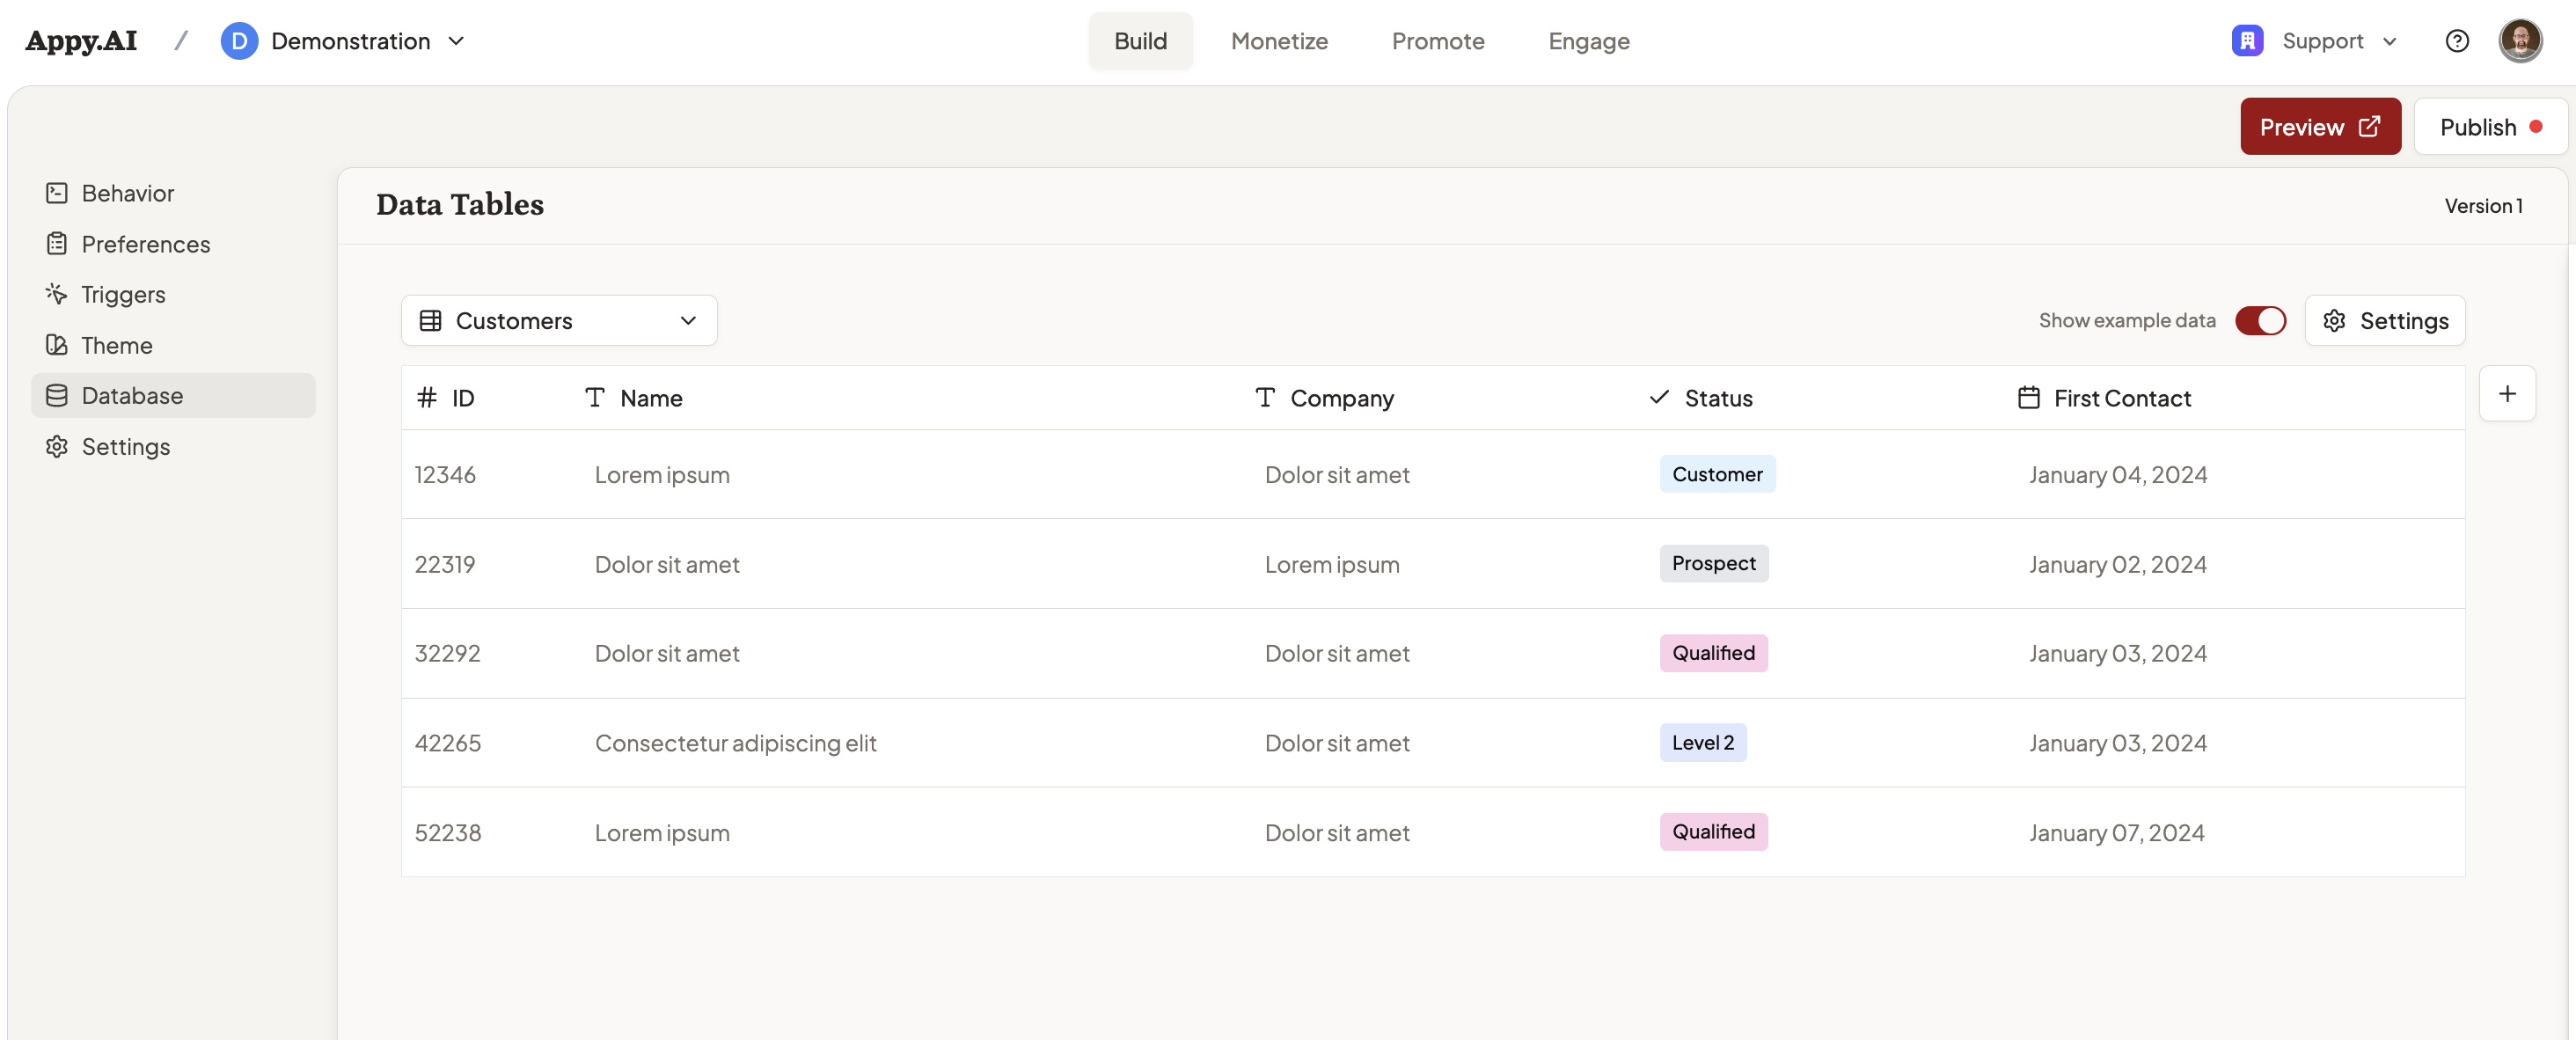 Appy.AI / D Demonstration Build Monetize Promote Engage Support
Preview Publish
Behavior
Preferences
Triggers
Theme
Database
Settings
Data Tables Version 1
Customers Show example data Settings
# ID Name Company Status First Contact
12346 Lorem ipsum Dolor sit amet Customer January 04, 2024
22319 Dolor sit amet Lorem ipsum Prospect January 02, 2024
32292 Dolor sit amet Dolor sit amet Qualified January 03, 2024
42265 Consectetur adipiscing elit Dolor sit amet Level 2 January 03, 2024
52238 Lorem ipsum Dolor sit amet Qualified January 07, 2024